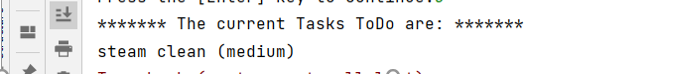 Press the [Enter] key to continue.
******* The current Tasks ToDo are: *******
steam clean (medium)